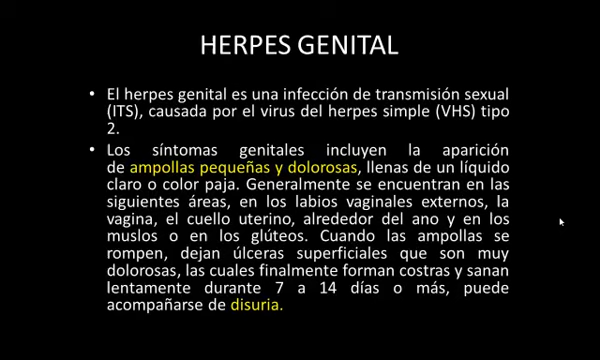 HERPES GENITAL
• El herpes genital es una infección de transmisión sexual
(ITS), causada por el virus del herpes simple (VHS) tipo
2.
• Los síntomas genitales incluyen la aparición
de ampollas pequeñas y dolorosas, llenas de un líquido
claro o color paja. Generalmente se encuentran en las
siguientes áreas, en los labios vaginales externos, la
vagina, el cuello uterino, alrededor del ano y en los
muslos o en los glúteos. Cuando las ampollas se
rompen, dejan úlceras superficiales que son muy
dolorosas, las cuales finalmente forman costras y sanan
lentamente durante 7 a 14 días o más, puede
acompañarse de disuria.